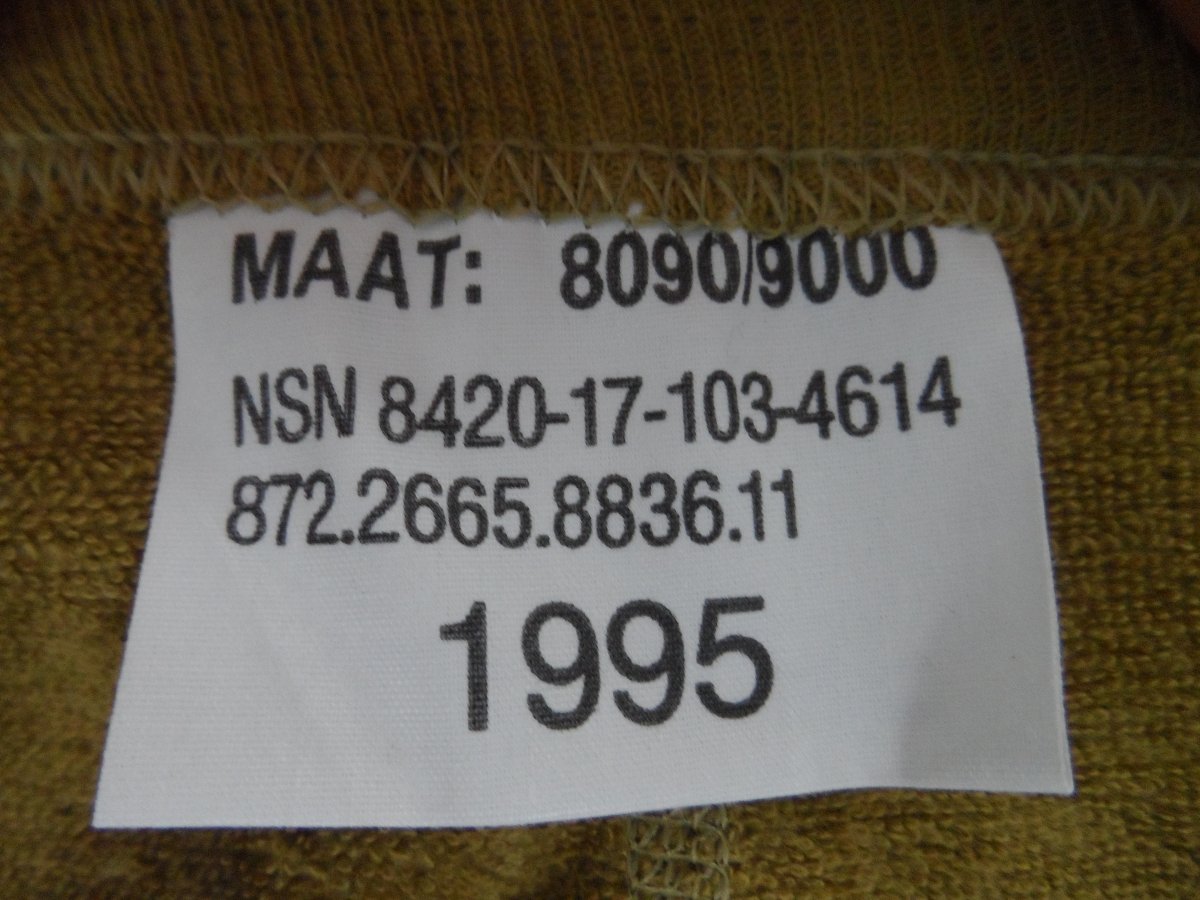 MAAT: 8090/9000
NSN 8420-17-103-4614
872.2665.8836.11
1995